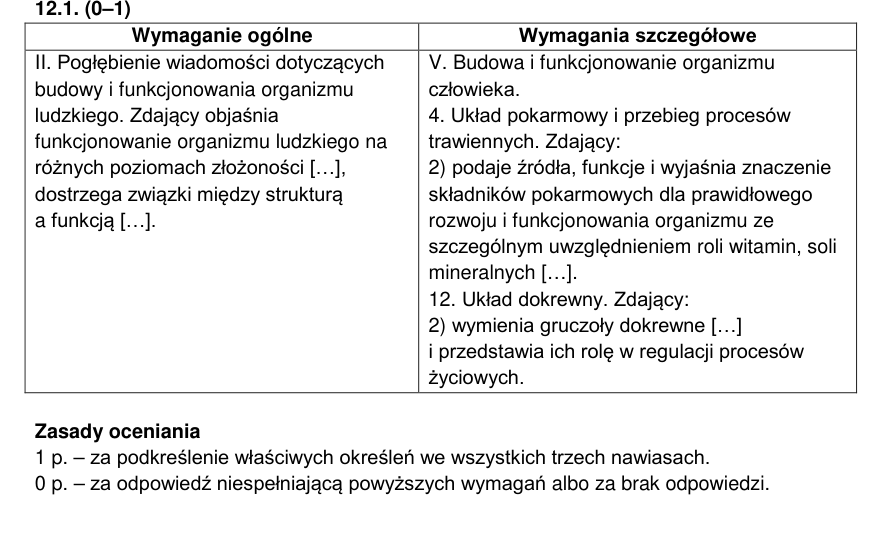 12.1. (0–1)
Wymaganie ogólne
Wymagania szczegółowe
II. Pogłębienie wiadomości dotyczących
budowy i funkcjonowania organizmu
ludzkiego. Zdający objaśnia
funkcjonowanie organizmu ludzkiego na
różnych poziomach złożoności […],
dostrzega związki między strukturą
a funkcją […].
V. Budowa i funkcjonowanie organizmu
człowieka.
4. Układ pokarmowy i przebieg procesów
trawiennych. Zdający:
2) podaje źródła, funkcje i wyjaśnia znaczenie
składników pokarmowych dla prawidłowego
rozwoju i funkcjonowania organizmu ze
szczególnym uwzględnieniem roli witamin, soli
mineralnych […].
12. Układ dokrewny. Zdający:
2) wymienia gruczoły dokrewne […]
i przedstawia ich rolę w regulacji procesów
życiowych.
Zasady oceniania
1 p. – za podkreślenie właściwych określeń we wszystkich trzech nawiasach.
0 p. – za odpowiedź niespełniającą powyższych wymagań albo za brak odpowiedzi.